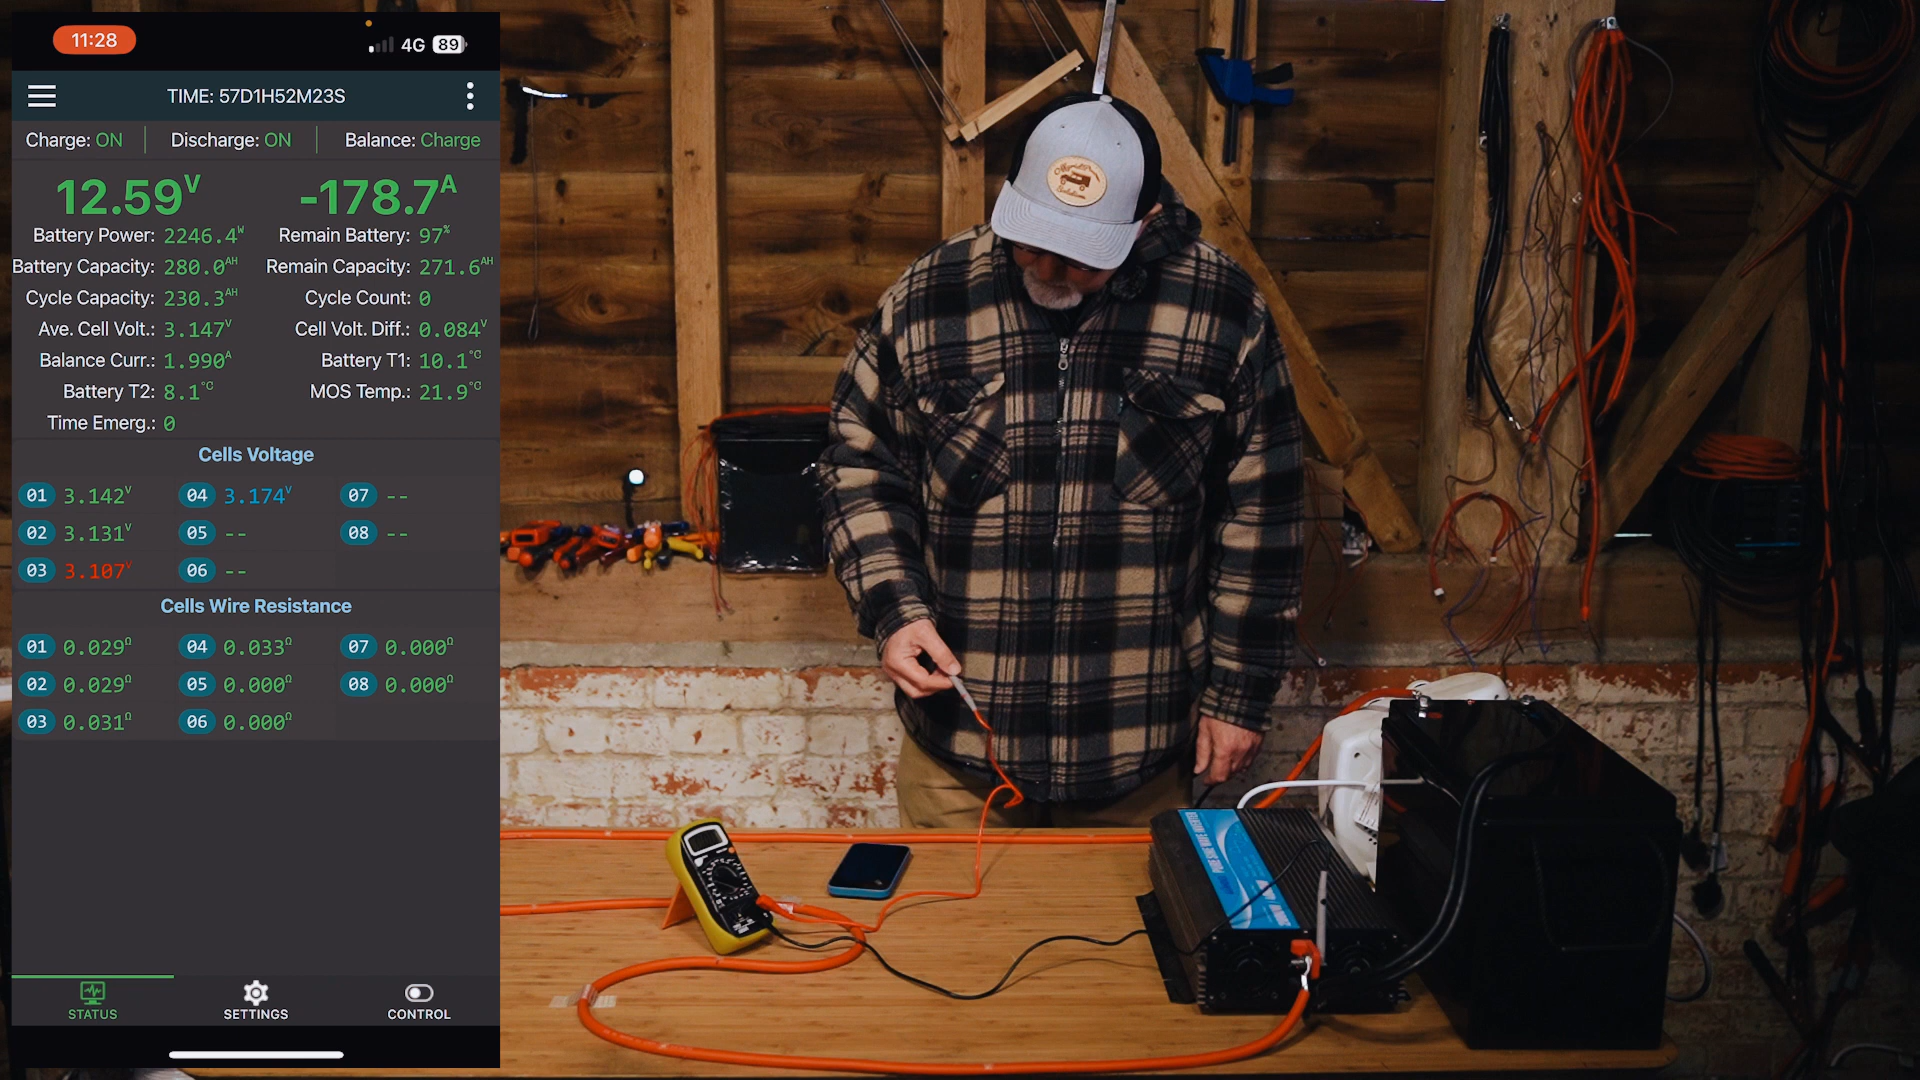 11:28
4G 89
TIME: 57D1H52M23S
Charge: ON Discharge: ON Balance: Charge
12.59V -178.7A
Battery Power: 2246.4W Remain Battery: 97%
Battery Capacity: 280.0AH Remain Capacity: 271.6AH
Cycle Capacity: 230.3AH Cycle Count: 0
Ave. Cell Volt.: 3.147V Cell Volt. Diff.: 0.084V
Balance Curr.: 1.990A Battery T1: 10.1°C
Battery T2: 8.1°C MOS Temp.: 21.9°C
Time Emerg.: 0
Cells Voltage
01 3.142V 04 3.174V 07 --
02 3.131V 05 -- 08 --
03 3.107V 06 --
Cells Wire Resistance
01 0.029Ω 04 0.033Ω 07 0.000Ω
02 0.029Ω 05 0.000Ω 08 0.000Ω
03 0.031Ω 06 0.000Ω
STATUS SETTINGS CONTROL